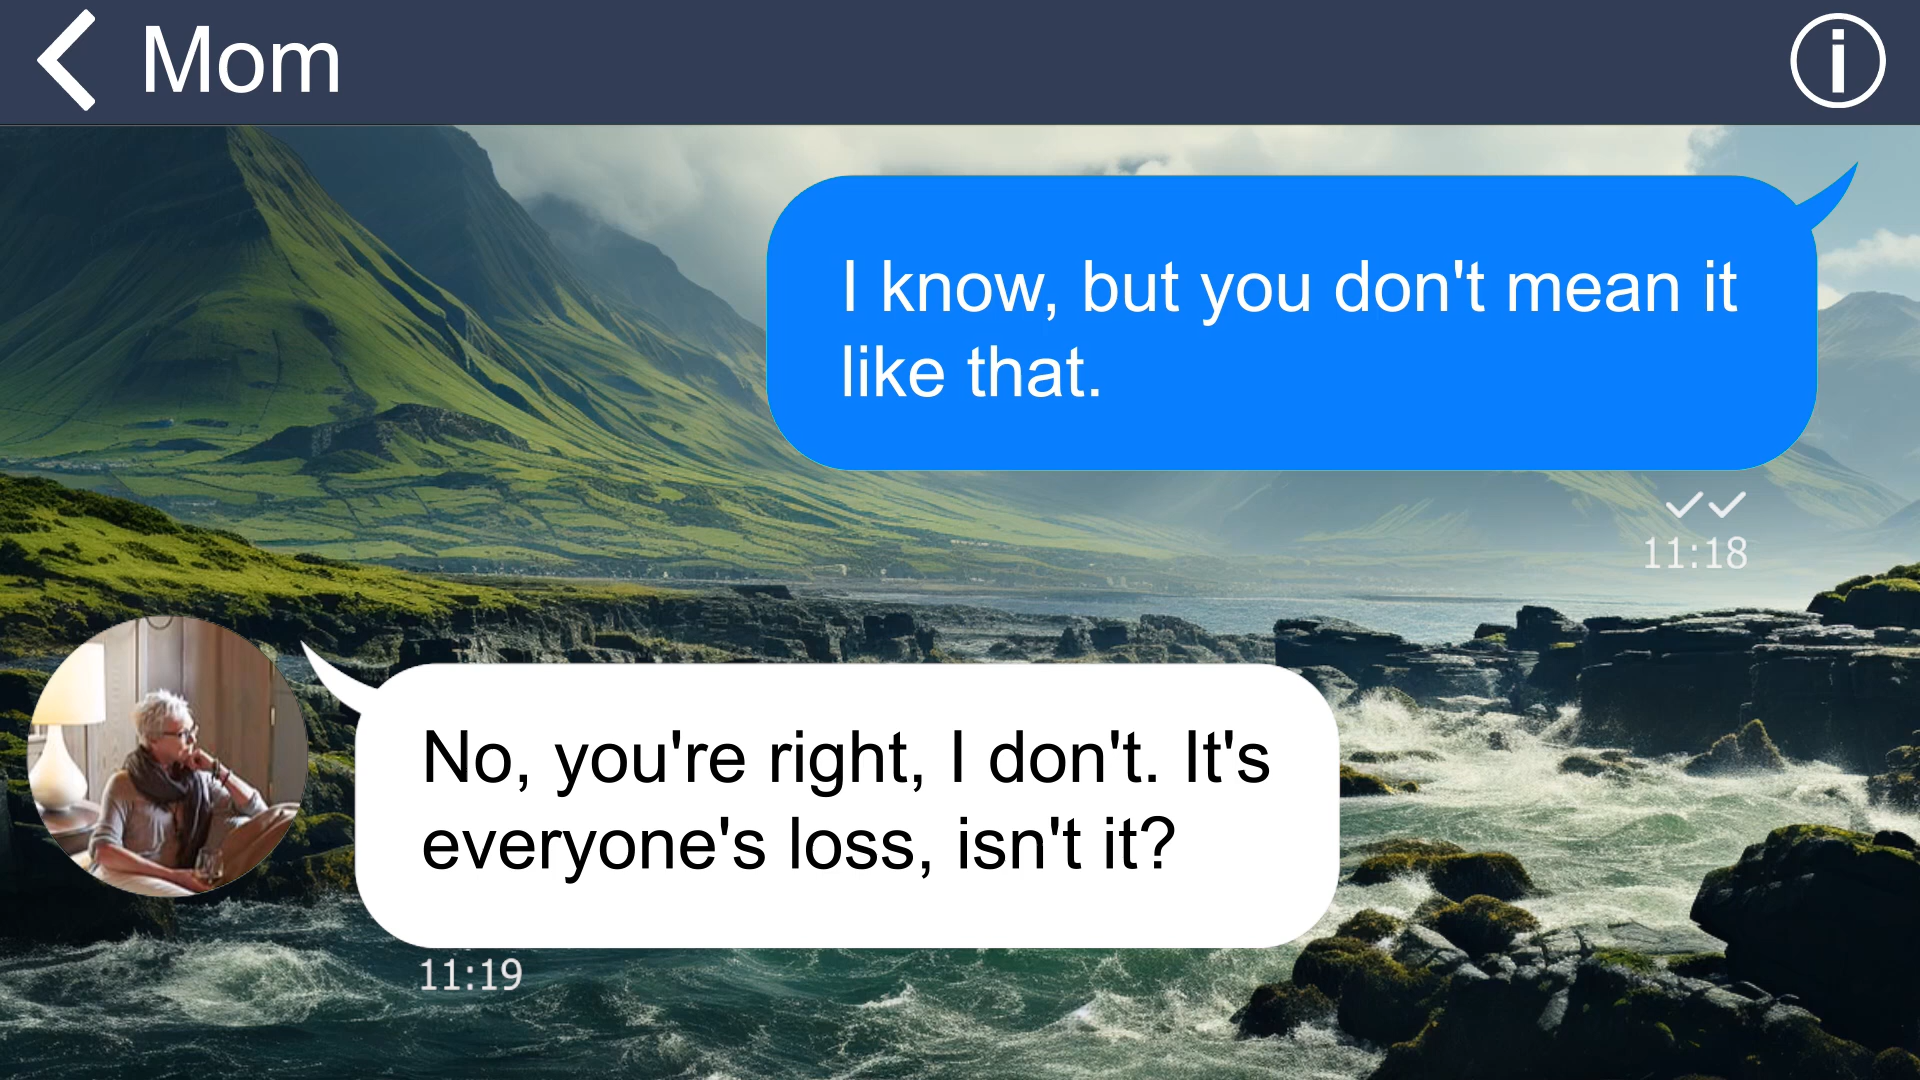 Mom
I know, but you don't mean it
like that.
11:18
No, you're right, I don't. It's
everyone's loss, isn't it?
11:19